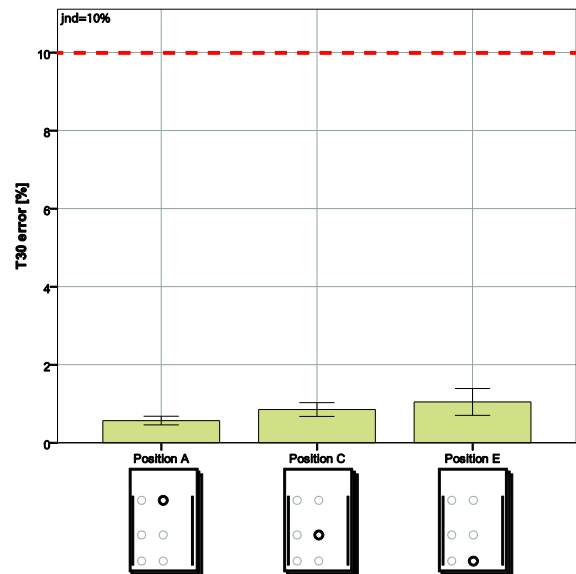 jnd=10%
10
8
6
4
2
0
T30 error [%]
Position A
Position C
Position E